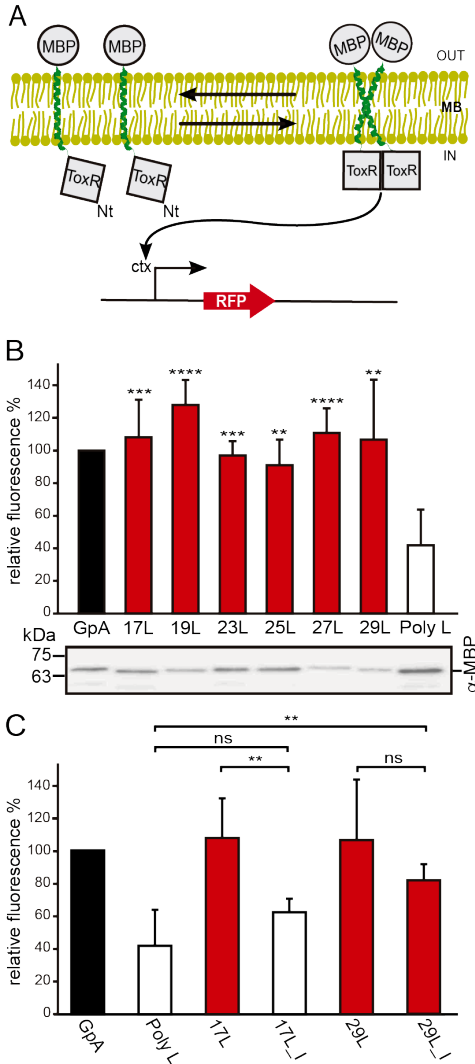 A
MBP MBP MBP MBP
OUT
MB
IN
ToxR ToxR ToxR ToxR
Nt Nt
ctx
RFP
B
relative fluorescence %
140
120
100
80
60
40
20
0
*** **** *** ** **** **
GpA 17L 19L 23L 25L 27L 29L Poly L
kDa
75
63
α-MBP
C
**
ns
** ns
relative fluorescence %
140
120
100
80
60
40
20
0
GpA Poly L 17L 17L_I 29L 29L_I